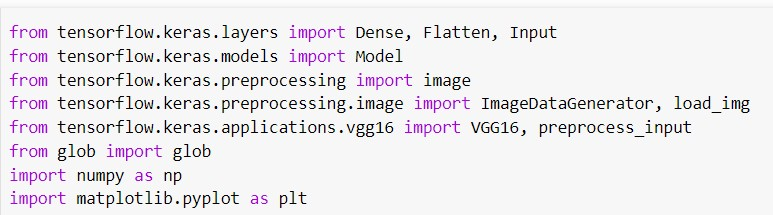 from tensorflow.keras.layers import Dense, Flatten, Input
from tensorflow.keras.models import Model
from tensorflow.keras.preprocessing import image
from tensorflow.keras.preprocessing.image import ImageDataGenerator, load_img
from tensorflow.keras.applications.vgg16 import VGG16, preprocess_input
from glob import glob
import numpy as np
import matplotlib.pyplot as plt